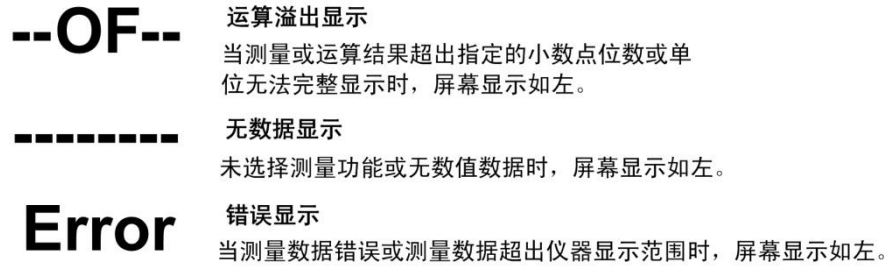 --OF--
运算溢出显示
当测量或运算结果超出指定的小数点位数或单
位无法完整显示时，屏幕显示如左。
--------
无数据显示
未选择测量功能或无数值数据时，屏幕显示如左。
Error
错误显示
当测量数据错误或测量数据超出仪器显示范围时，屏幕显示如左。